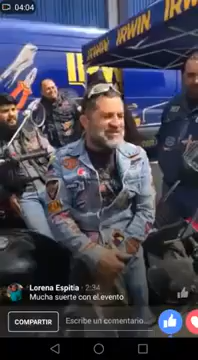 04:04
IRWIN
IRWIN
IRWIN
Lorena Espitia · 2:34
Mucha suerte con.el.evento
COMPARTIR
Escribe un comentario...